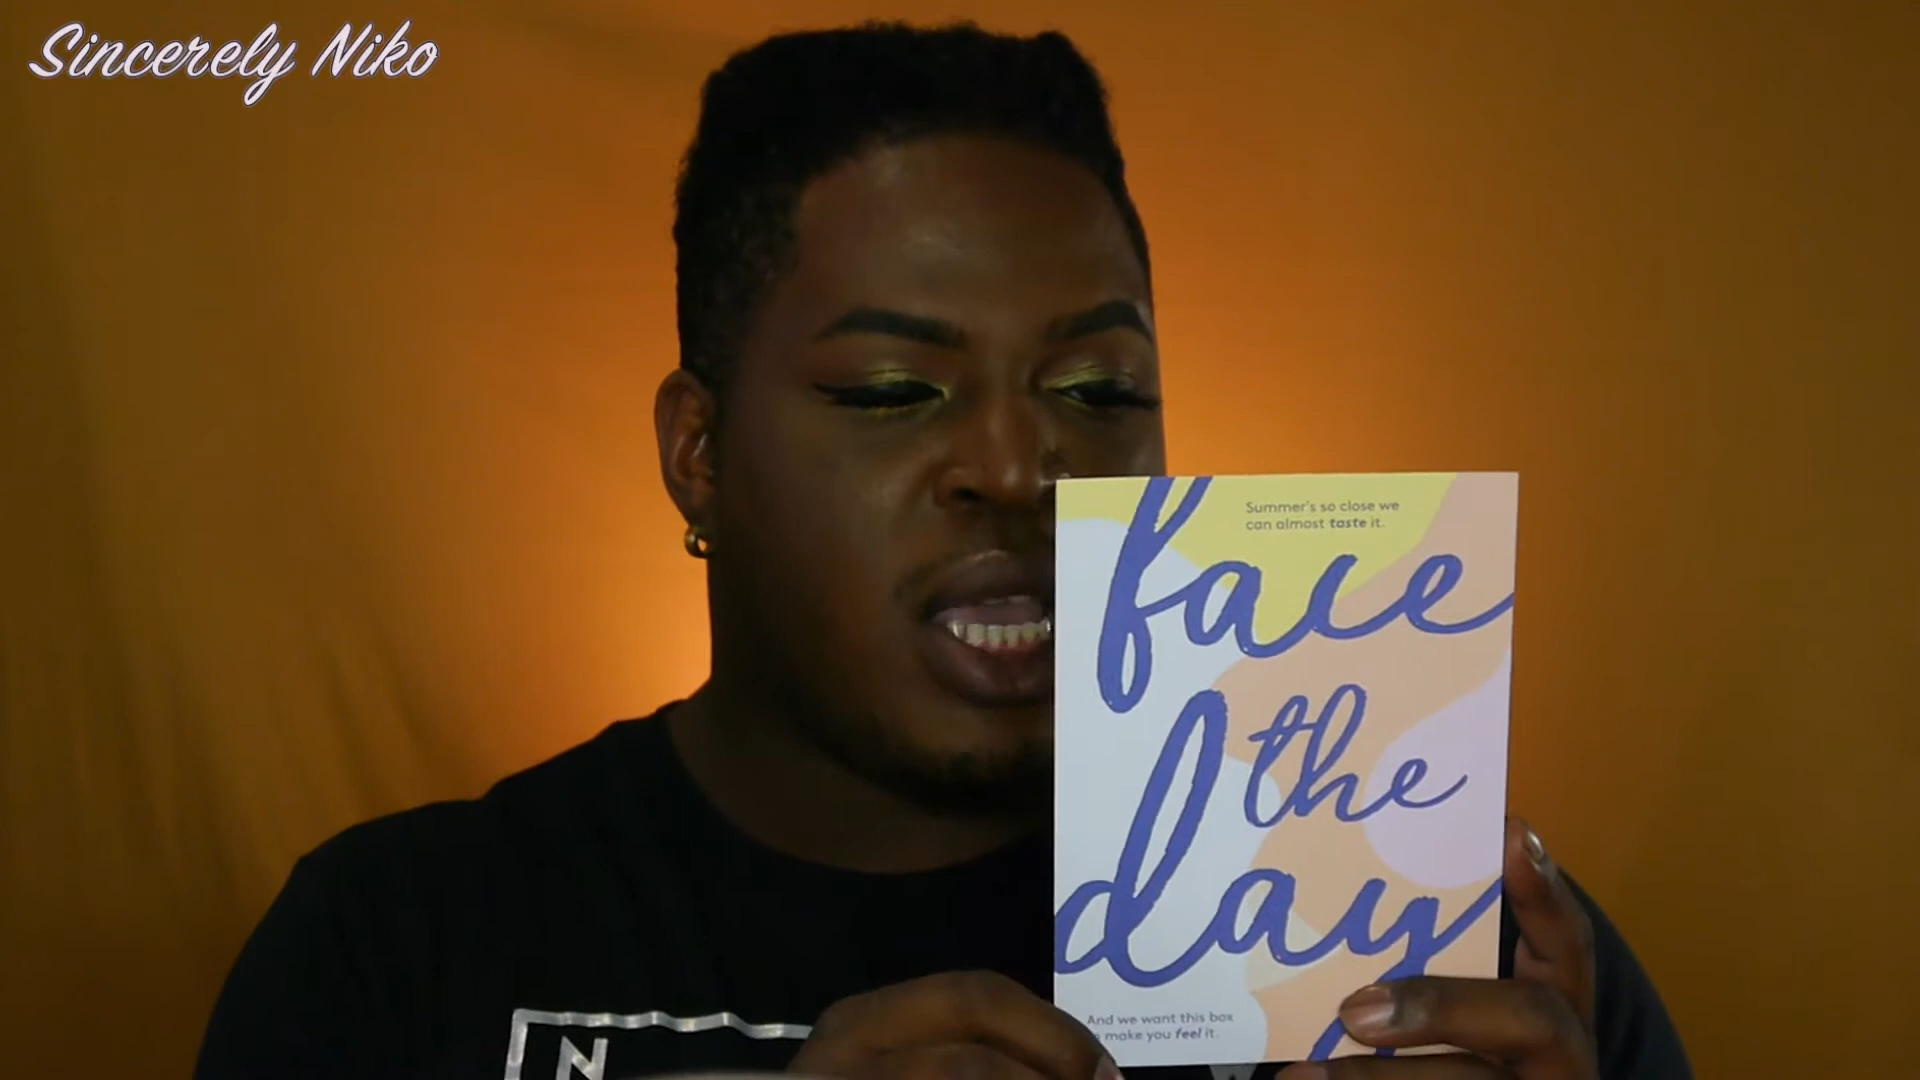 Sincerely Niko
Summer's so close we
can almost taste it.
face
the
day
And we want this box
make you feel it.
N